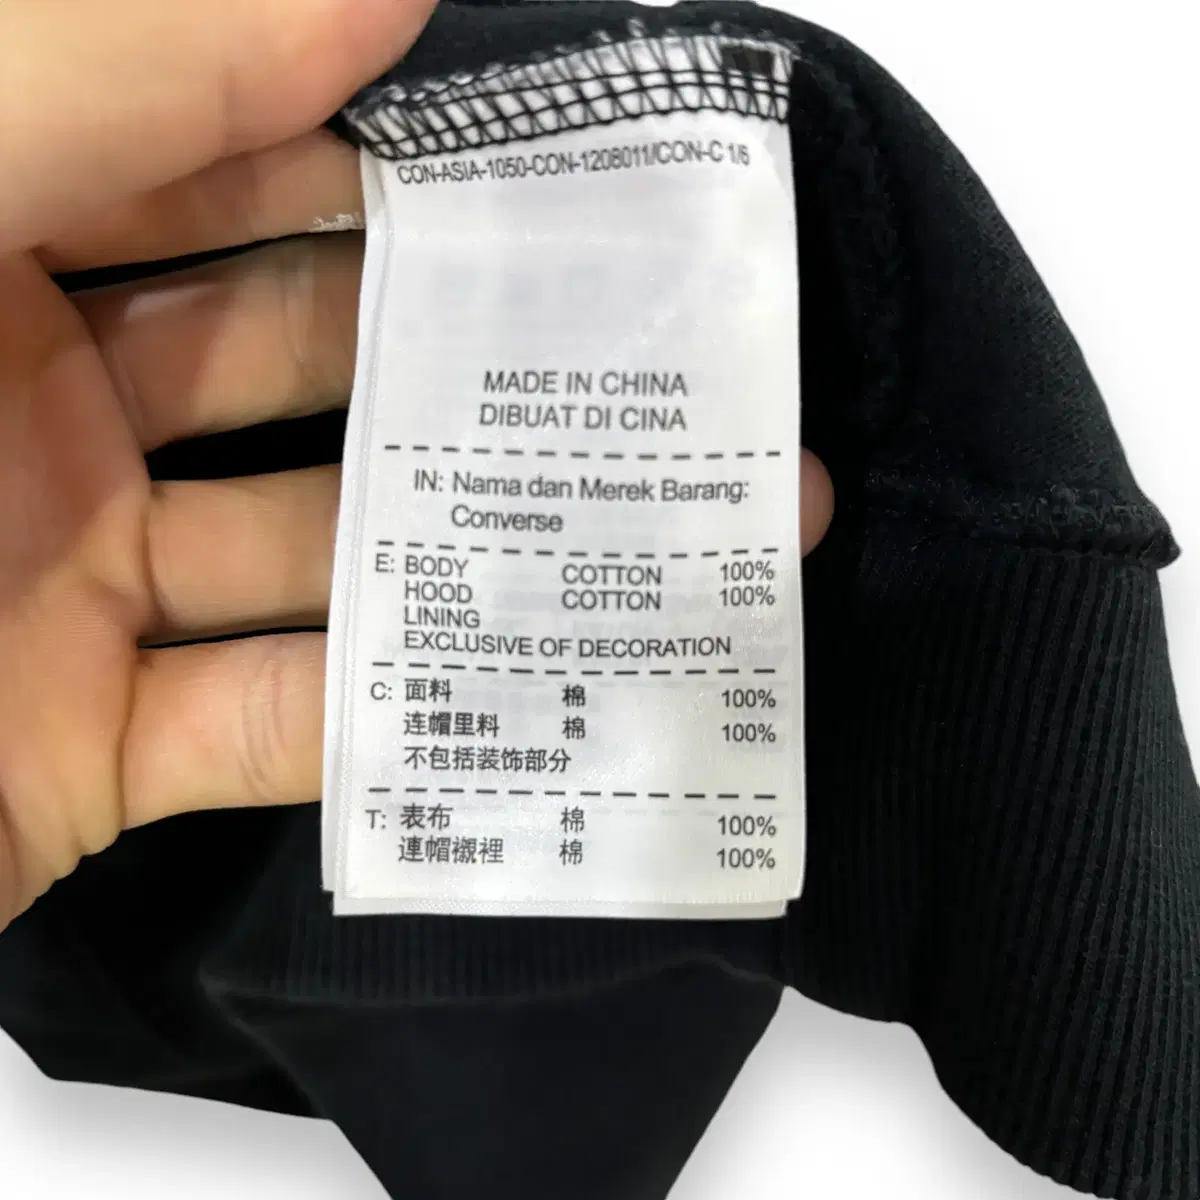 CON-ASIA-1050-CON-1208011/CON-C 1/6
MADE IN CHINA
DIBUAT DI CINA
IN: Nama dan Merek Barang:
Converse
E: BODY COTTON 100%
HOOD COTTON 100%
LINING
EXCLUSIVE OF DECORATION
C: 面料 棉 100%
连帽里料 棉 100%
不包括装饰部分
T: 表布 棉 100%
連帽襯裡 棉 100%